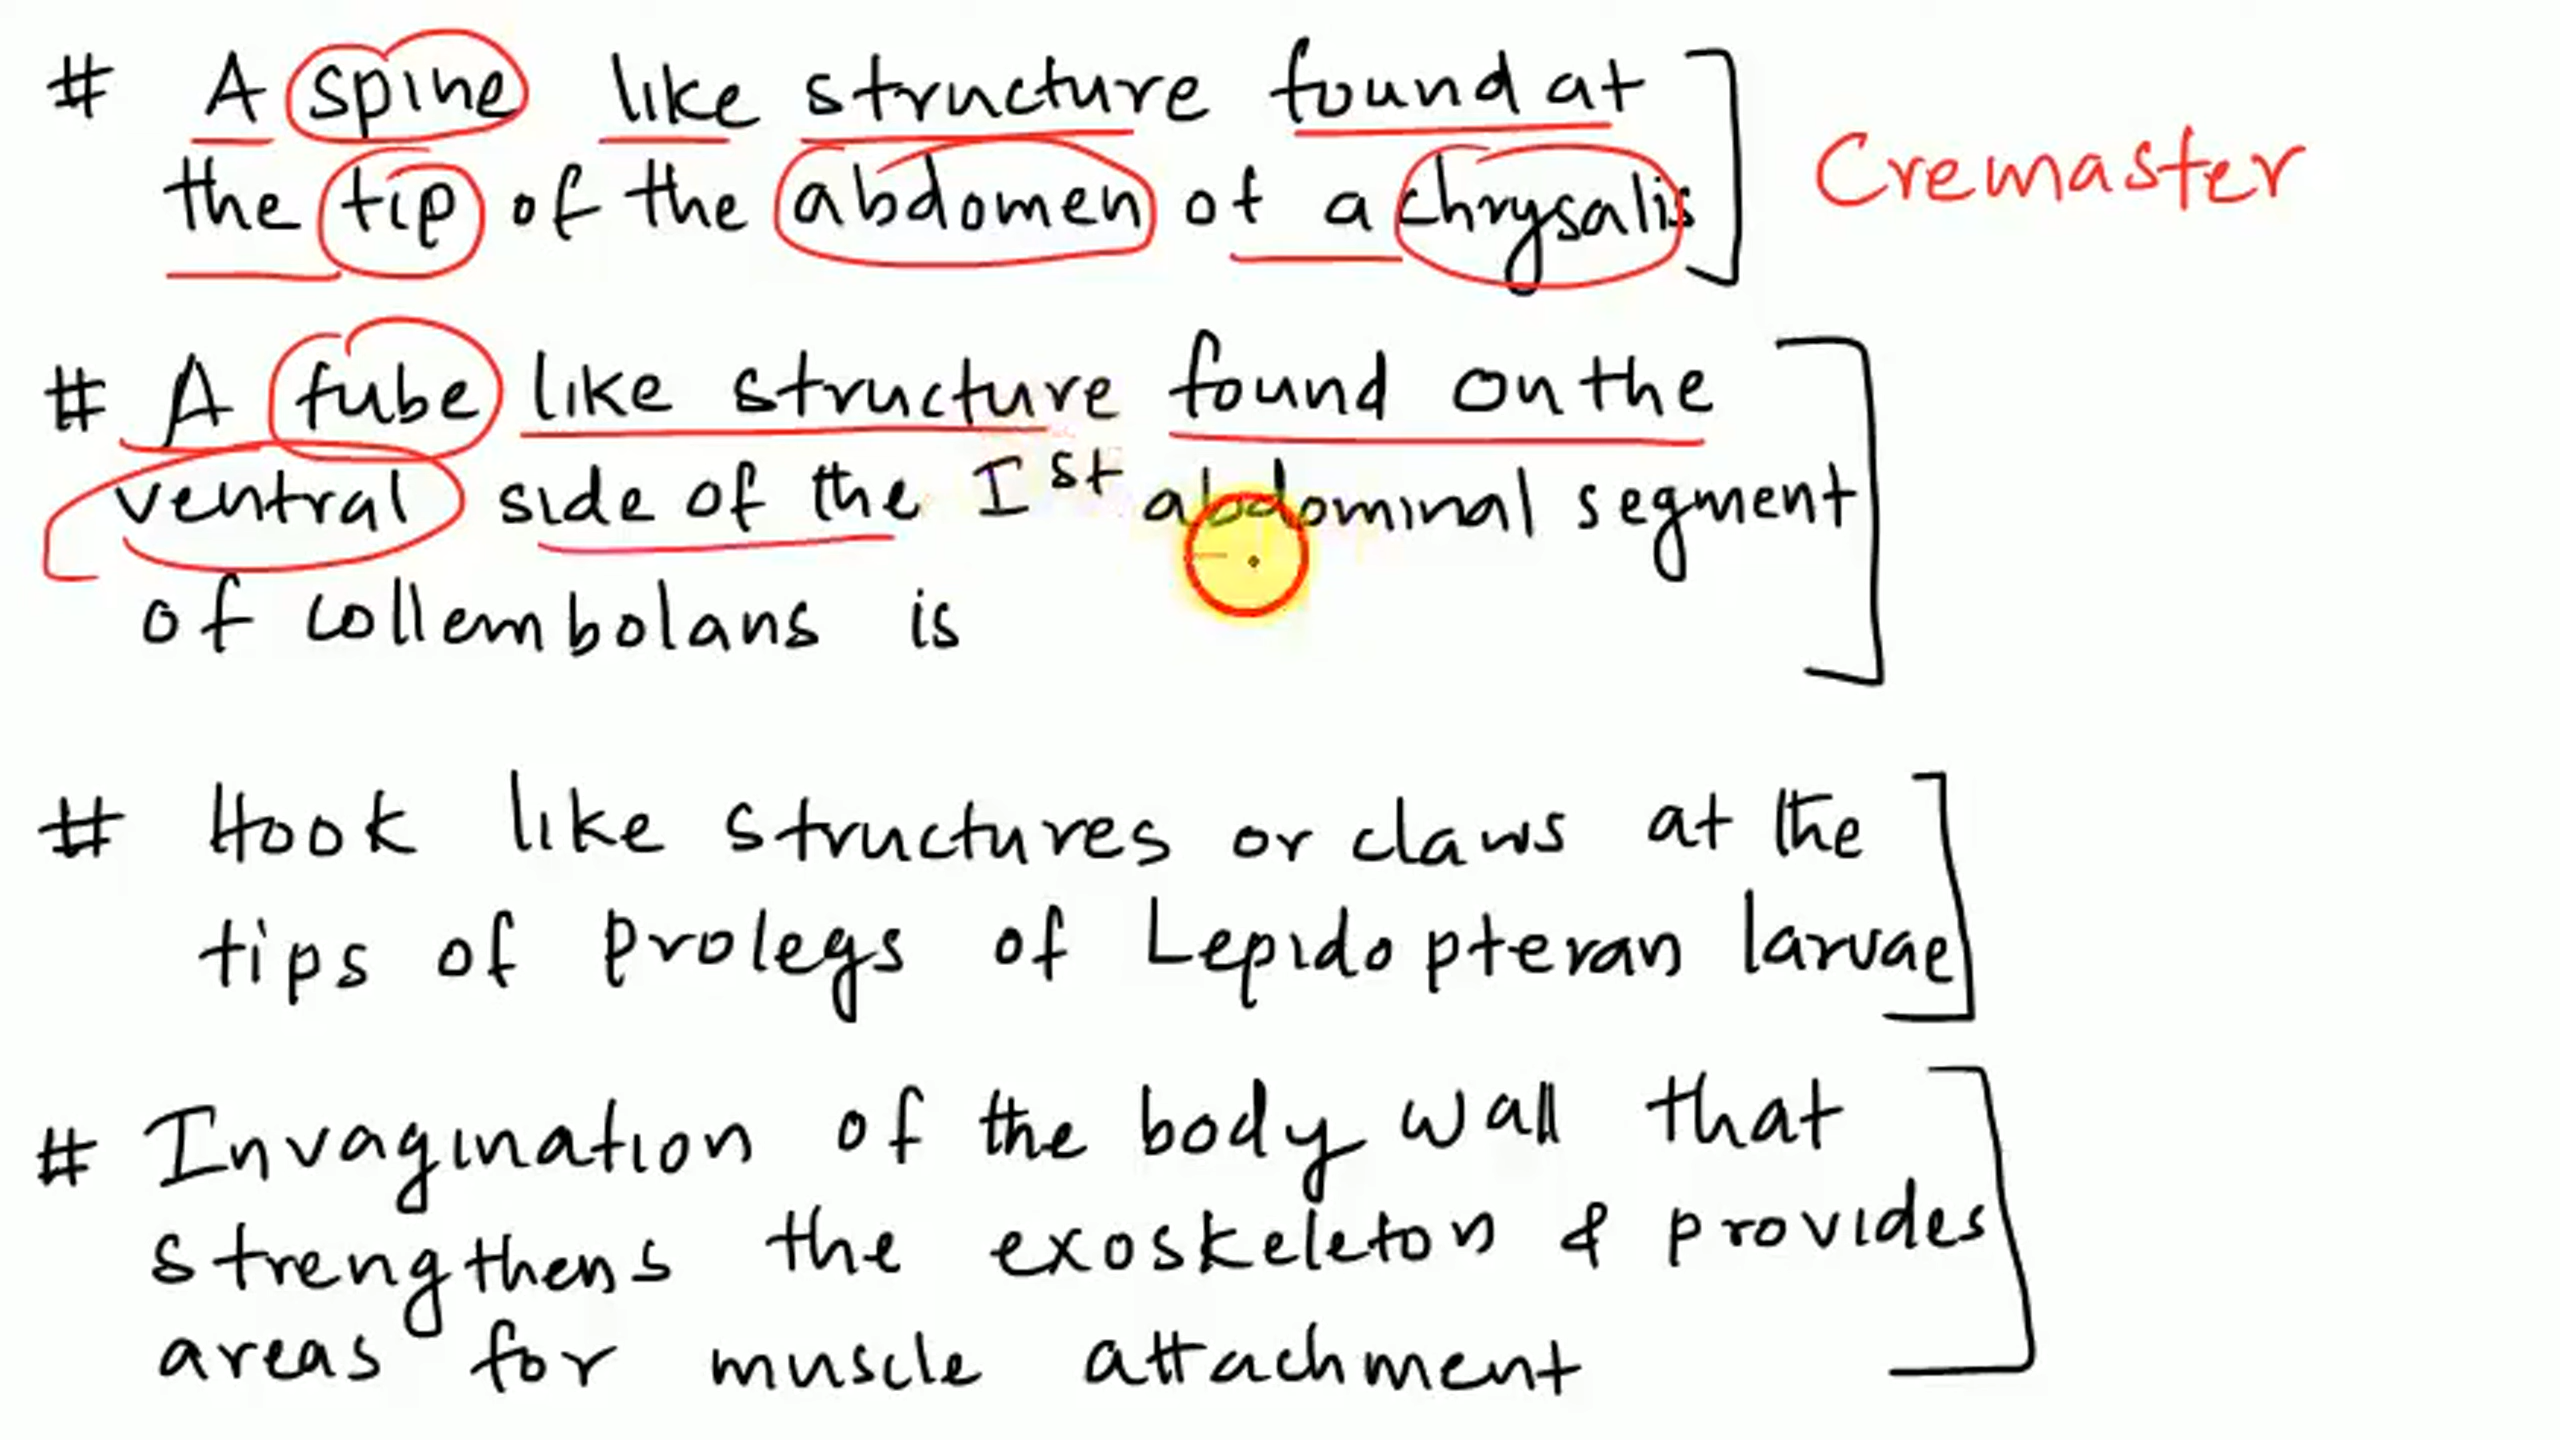 # A spine like structure found at
the tip of the abdomen of a chrysalis
Cremaster
# A tube like structure found on the
ventral side of the Ist abdominal segment
of collembolans is
# Hook like structures or claws at the
tips of prolegs of Lepidopteran larvae
# Invagination of the body wall that
strengthens the exoskeleton & provides
areas for muscle attachment